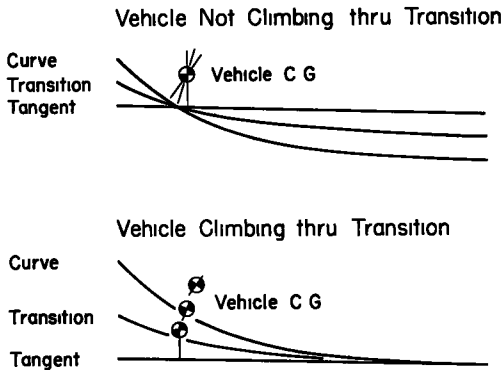 Vehicle Not Climbing thru Transition
Curve
Transition
Tangent
Vehicle C G
Vehicle Climbing thru Transition
Curve
Vehicle C G
Transition
Tangent